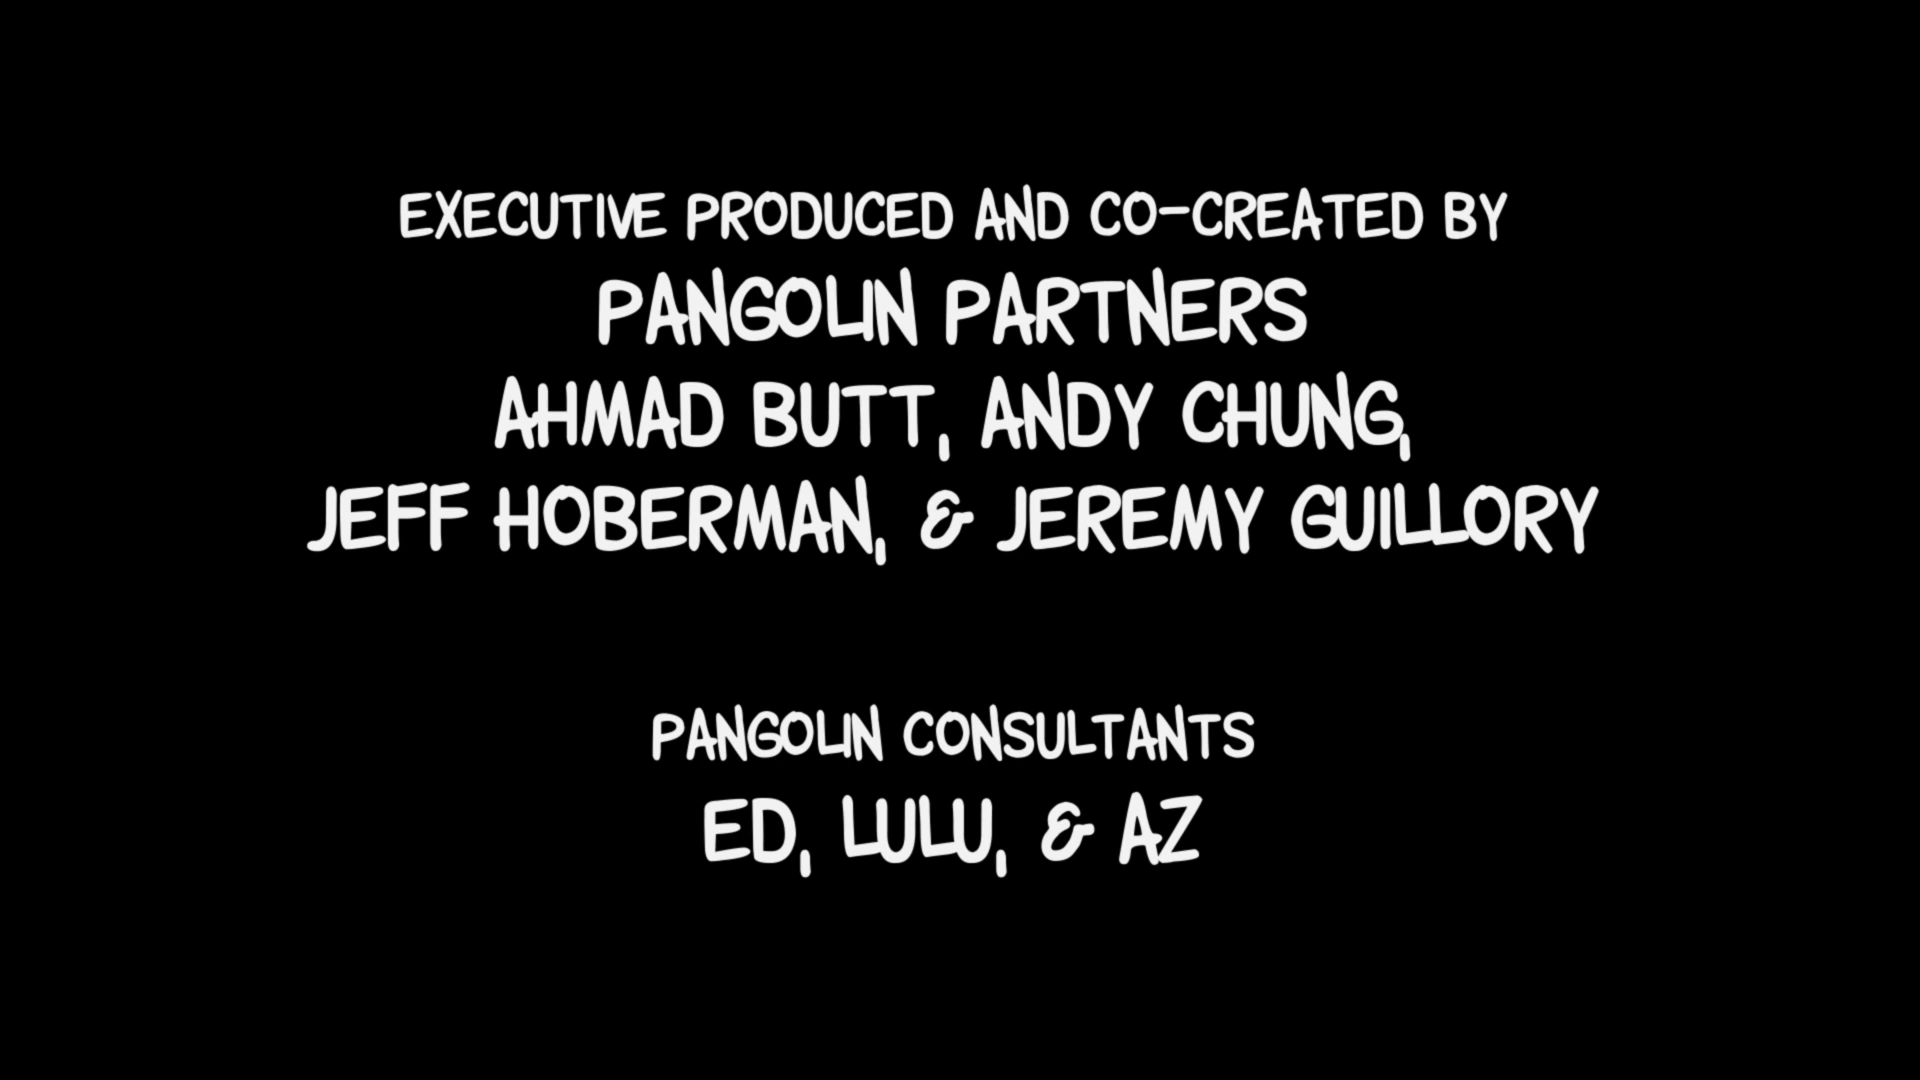 EXECUTIVE PRODUCED AND CO-CREATED BY
PANGOLIN PARTNERS
AHMAD BUTT, ANDY CHUNG,
JEFF HOBERMAN, & JEREMY GUILLORY
PANGOLIN CONSULTANTS
ED, LULU, & AZ